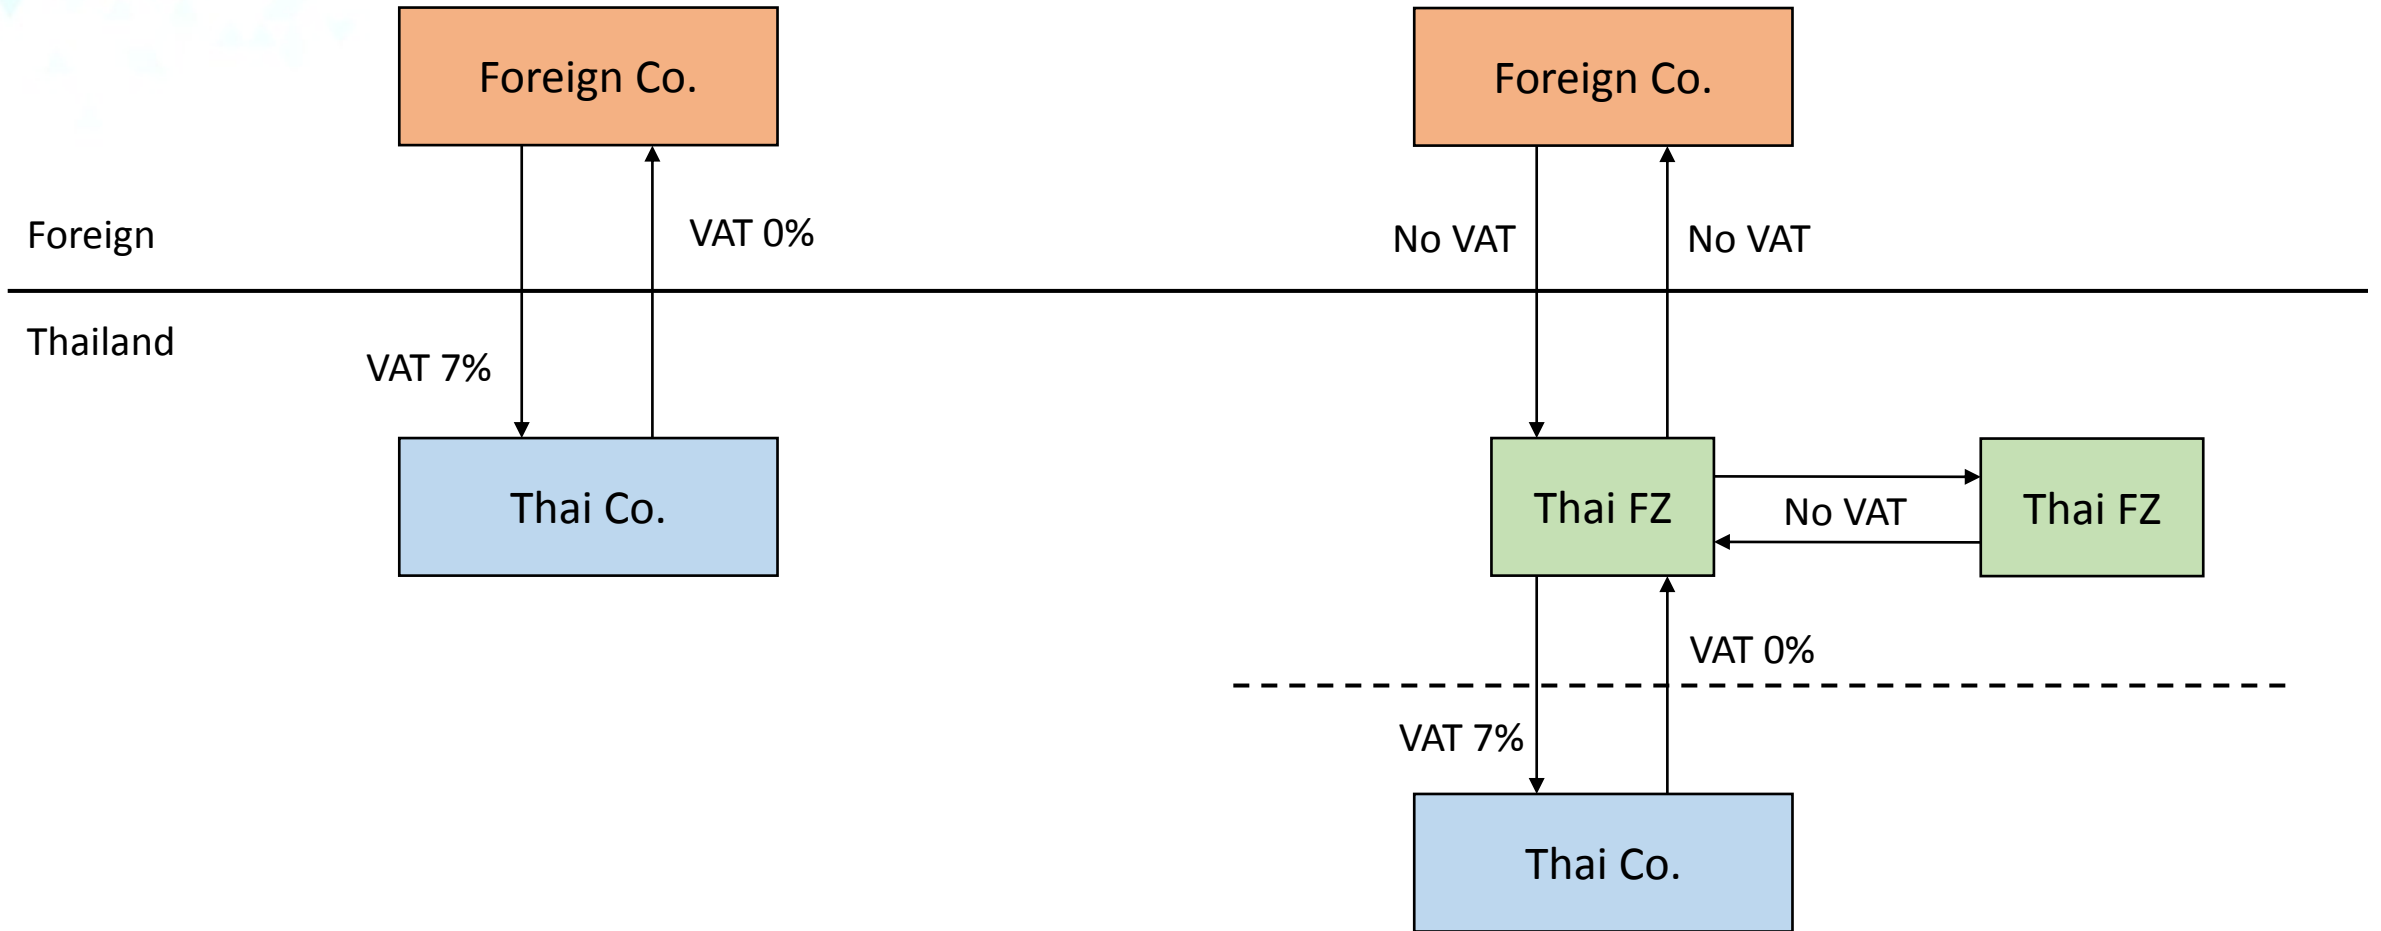 Foreign Co.
Foreign Co.
VAT 0%
Foreign
No VAT
No VAT
Thailand
VAT 7%
Thai Co.
Thai FZ
No VAT
Thai FZ
VAT 0%
VAT 7%
Thai Co.